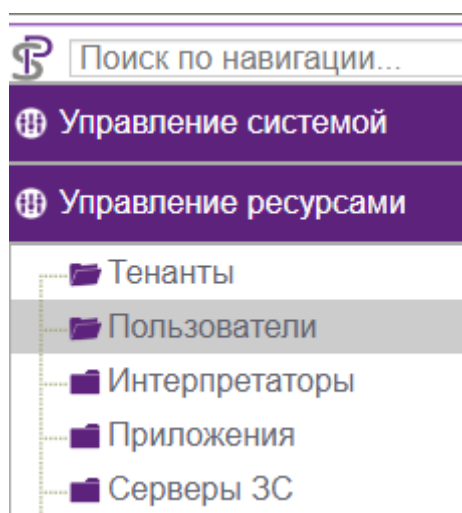 Поиск по навигации...
Управление системой
Управление ресурсами
Тенанты
Пользователи
Интерпретаторы
Приложения
Серверы ЗС